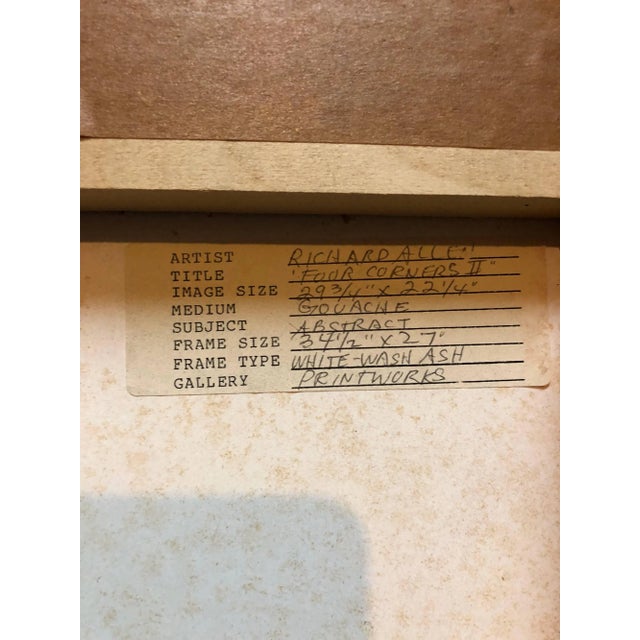 ARTIST RICHARD ALLEN
TITLE "FOUR CORNERS II"
IMAGE SIZE 29 3/4" X 22 1/4"
MEDIUM GOUACHE
SUBJECT ABSTRACT
FRAME SIZE 34 1/2" X 27"
FRAME TYPE WHITE-WASH ASH
GALLERY PRINTWORKS